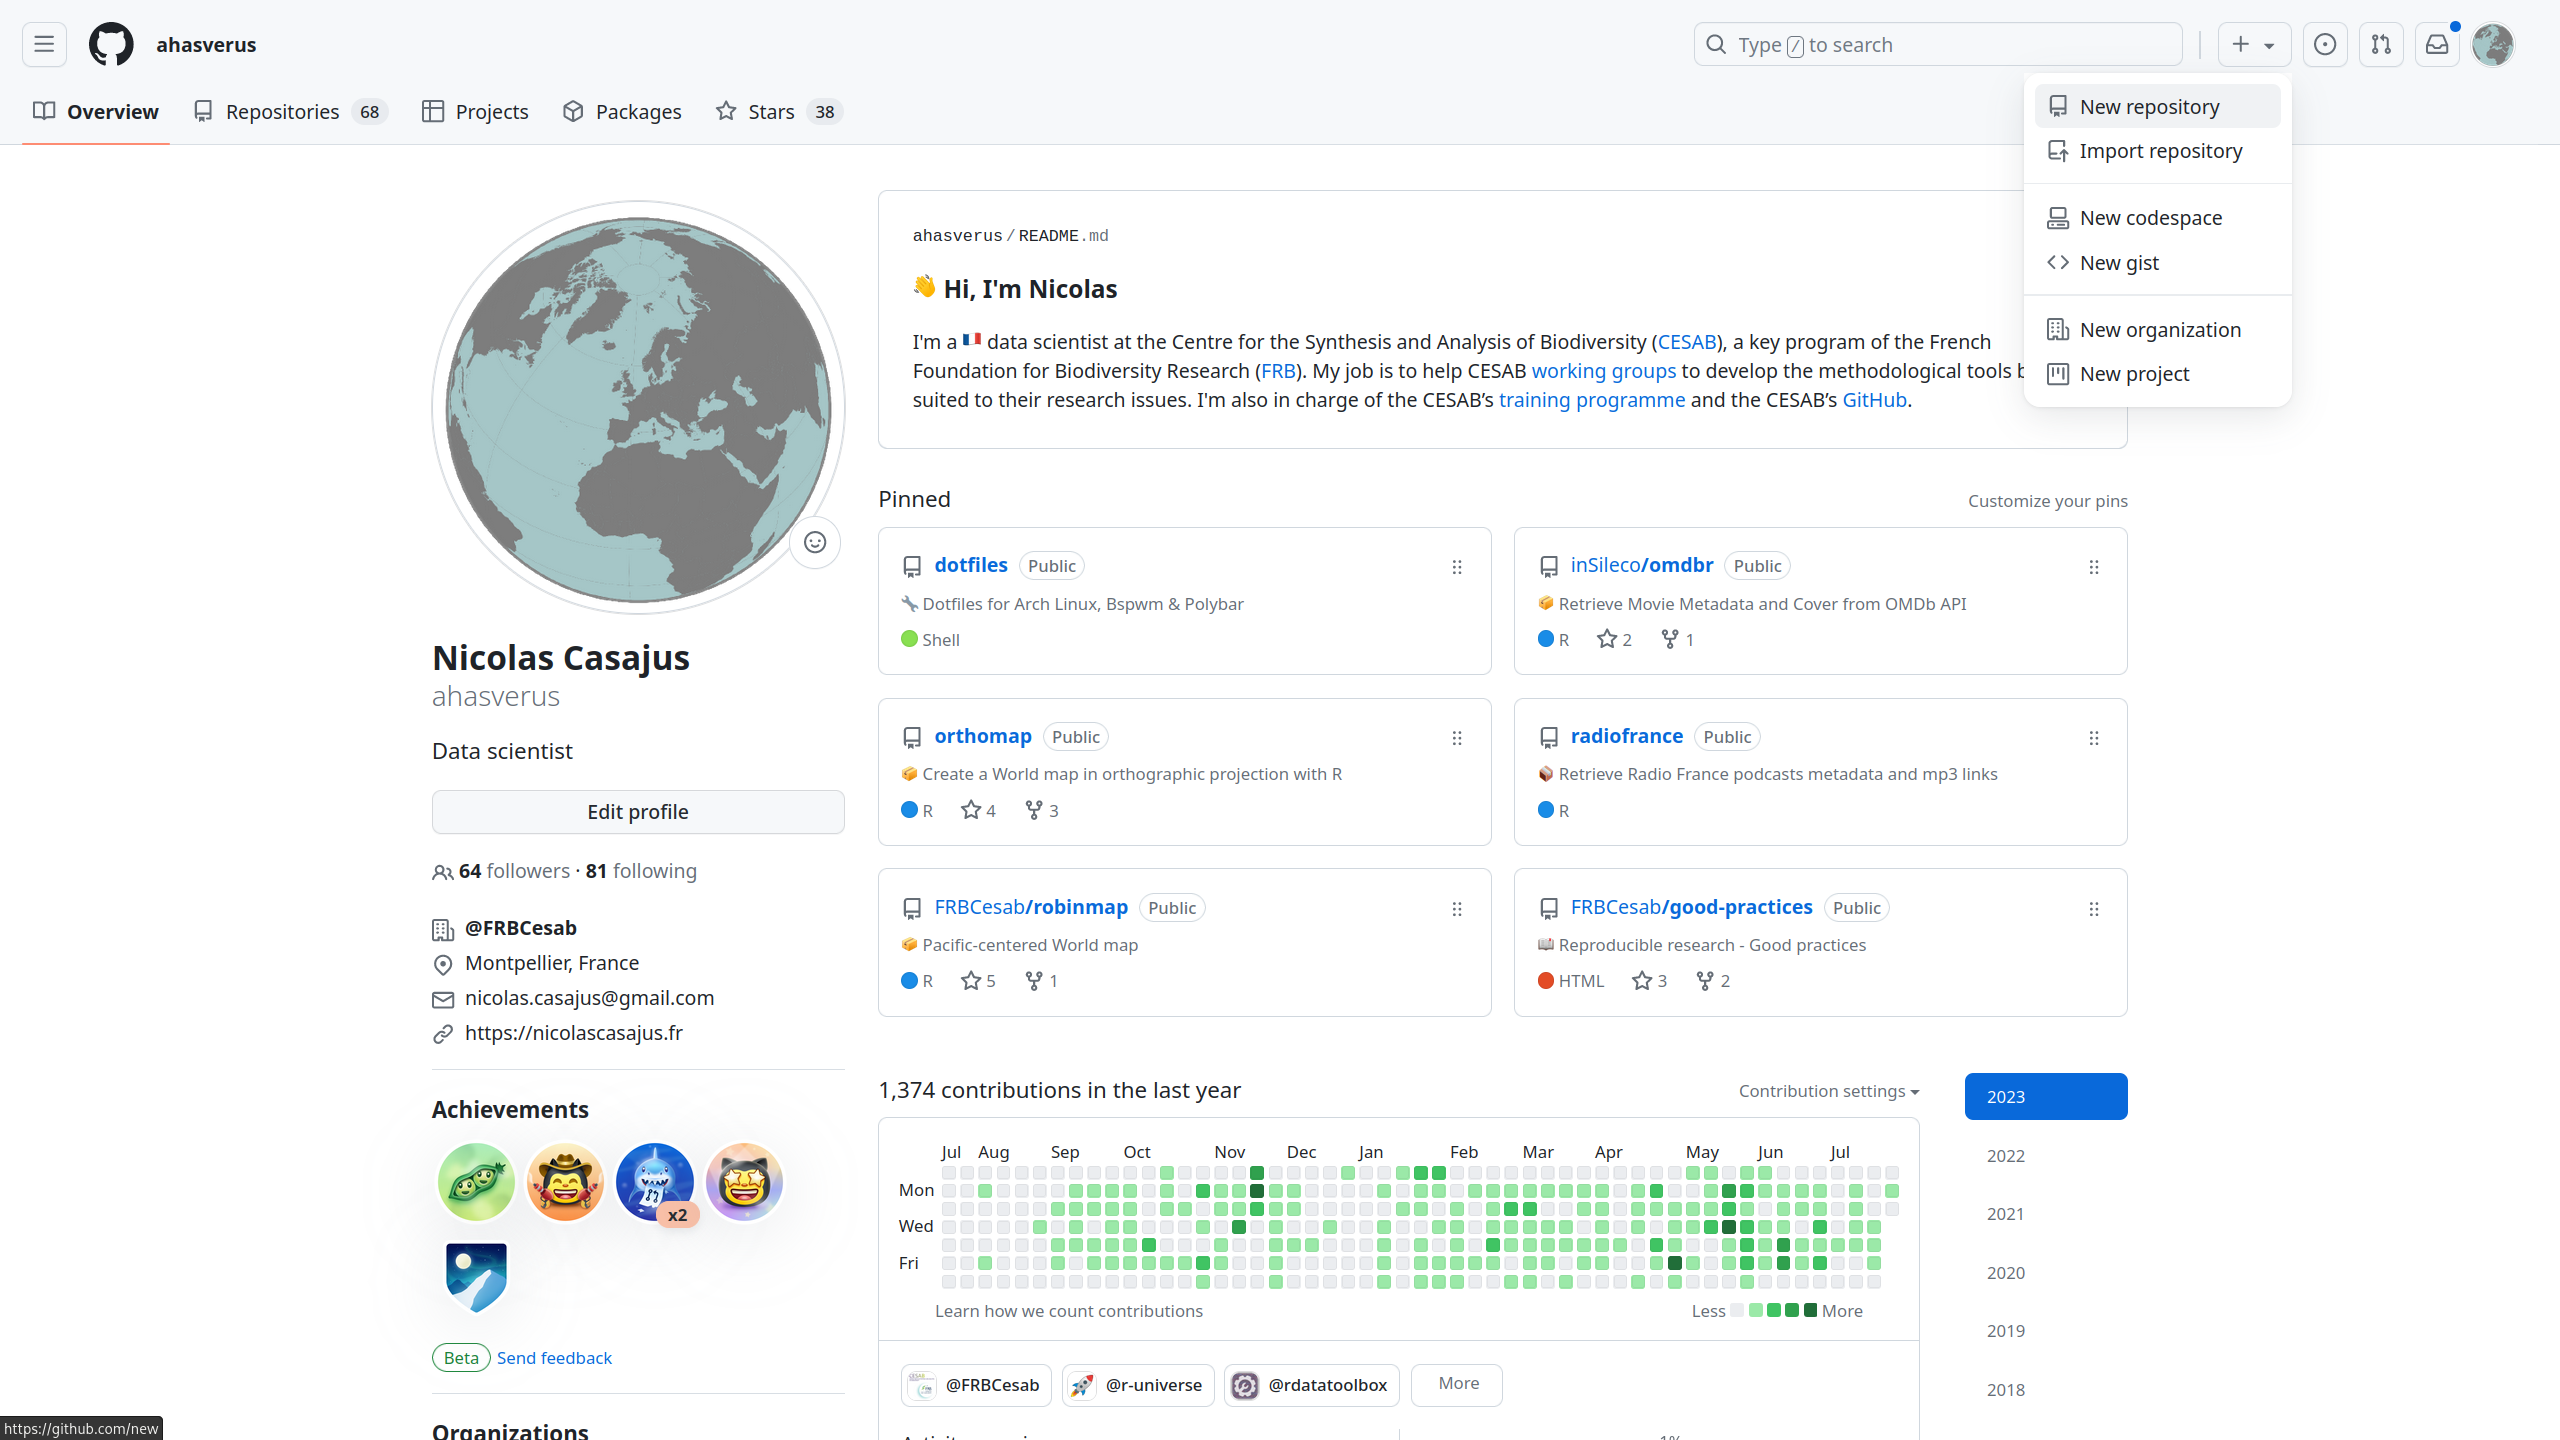 ahasverus
Type / to search
Overview
Repositories 68
Projects
Packages
Stars 38
New repository
Import repository
New codespace
New gist
New organization
New project
ahasverus / README.md
👋 Hi, I'm Nicolas
I'm a 🇫🇷 data scientist at the Centre for the Synthesis and Analysis of Biodiversity (CESAB), a key program of the French
Foundation for Biodiversity Research (FRB). My job is to help CESAB working groups to develop the methodological tools
suited to their research issues. I'm also in charge of the CESAB’s training programme and the CESAB’s GitHub.
Nicolas Casajus
ahasverus
Data scientist
Edit profile
64 followers · 81 following
@FRBCesab
Montpellier, France
nicolas.casajus@gmail.com
https://nicolascasajus.fr
Achievements
x2
Beta Send feedback
Organizations
Pinned
Customize your pins
dotfiles Public
🔧 Dotfiles for Arch Linux, Bspwm & Polybar
Shell
inSileco/omdbr Public
📦 Retrieve Movie Metadata and Cover from OMDb API
R 2 1
orthomap Public
📦 Create a World map in orthographic projection with R
R 4 3
radiofrance Public
Retrieve Radio France podcasts metadata and mp3 links
R
FRBCesab/robinmap Public
📦 Pacific-centered World map
R 5 1
FRBCesab/good-practices Public
📖 Reproducible research - Good practices
HTML 3 2
1,374 contributions in the last year
Contribution settings
Jul Aug Sep Oct Nov Dec Jan Feb Mar Apr May Jun Jul
Mon
Wed
Fri
Learn how we count contributions
Less More
2023
2022
2021
2020
2019
2018
@FRBCesab
@r-universe
@rdatatoolbox
More
https://github.com/new